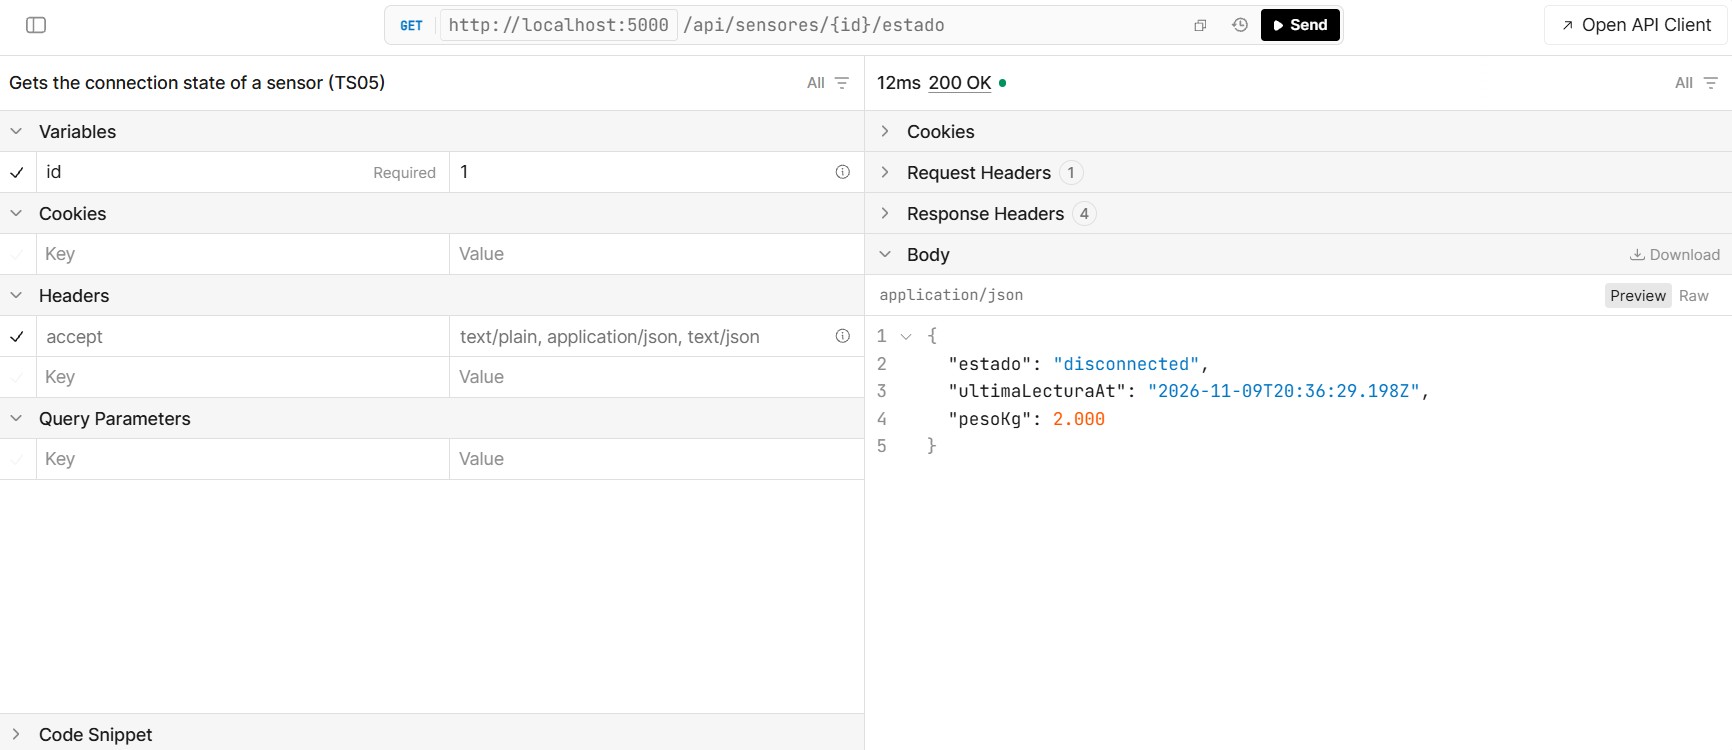 GET http://localhost:5000 /api/sensores/{id}/estado Send Open API Client
Gets the connection state of a sensor (TS05) All
Variables
id Required 1
Cookies
Key Value
Headers
accept text/plain, application/json, text/json
Key Value
Query Parameters
Key Value
Code Snippet
12ms 200 OK All
Cookies
Request Headers 1
Response Headers 4
Body Download
application/json Preview Raw
1 {
2 "estado": "disconnected",
3 "ultimaLecturaAt": "2026-11-09T20:36:29.198Z",
4 "pesoKg": 2.000
5 }